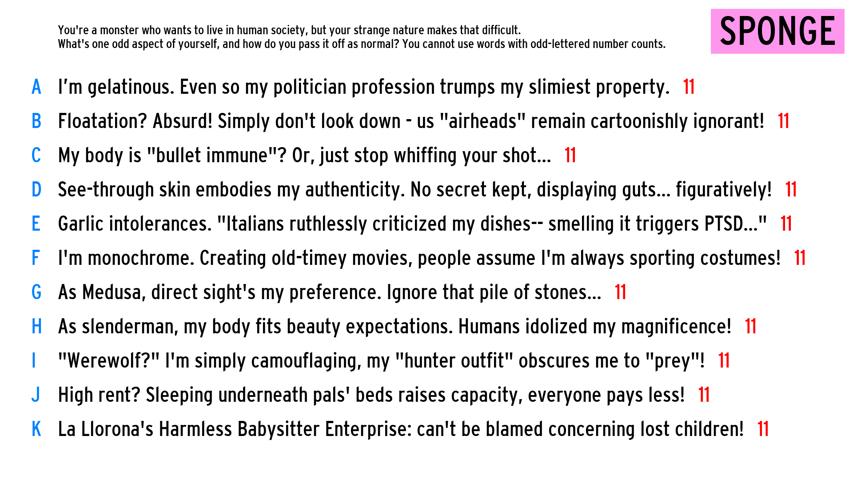 You're a monster who wants to live in human society, but your strange nature makes that difficult.
What's one odd aspect of yourself, and how do you pass it off as normal? You cannot use words with odd-lettered number counts.
SPONGE
A I'm gelatinous. Even so my politician profession trumps my slimiest property. 11
B Floatation? Absurd! Simply don't look down - us "airheads" remain cartoonishly ignorant! 11
C My body is "bullet immune"? Or, just stop whiffing your shot... 11
D See-through skin embodies my authenticity. No secret kept, displaying guts... figuratively! 11
E Garlic intolerances. "Italians ruthlessly criticized my dishes-- smelling it triggers PTSD..." 11
F I'm monochrome. Creating old-timey movies, people assume I'm always sporting costumes! 11
G As Medusa, direct sight's my preference. Ignore that pile of stones... 11
H As slenderman, my body fits beauty expectations. Humans idolized my magnificence! 11
I "Werewolf?" I'm simply camouflaging, my "hunter outfit" obscures me to "prey"! 11
J High rent? Sleeping underneath pals' beds raises capacity, everyone pays less! 11
K La Llorona's Harmless Babysitter Enterprise: can't be blamed concerning lost children! 11